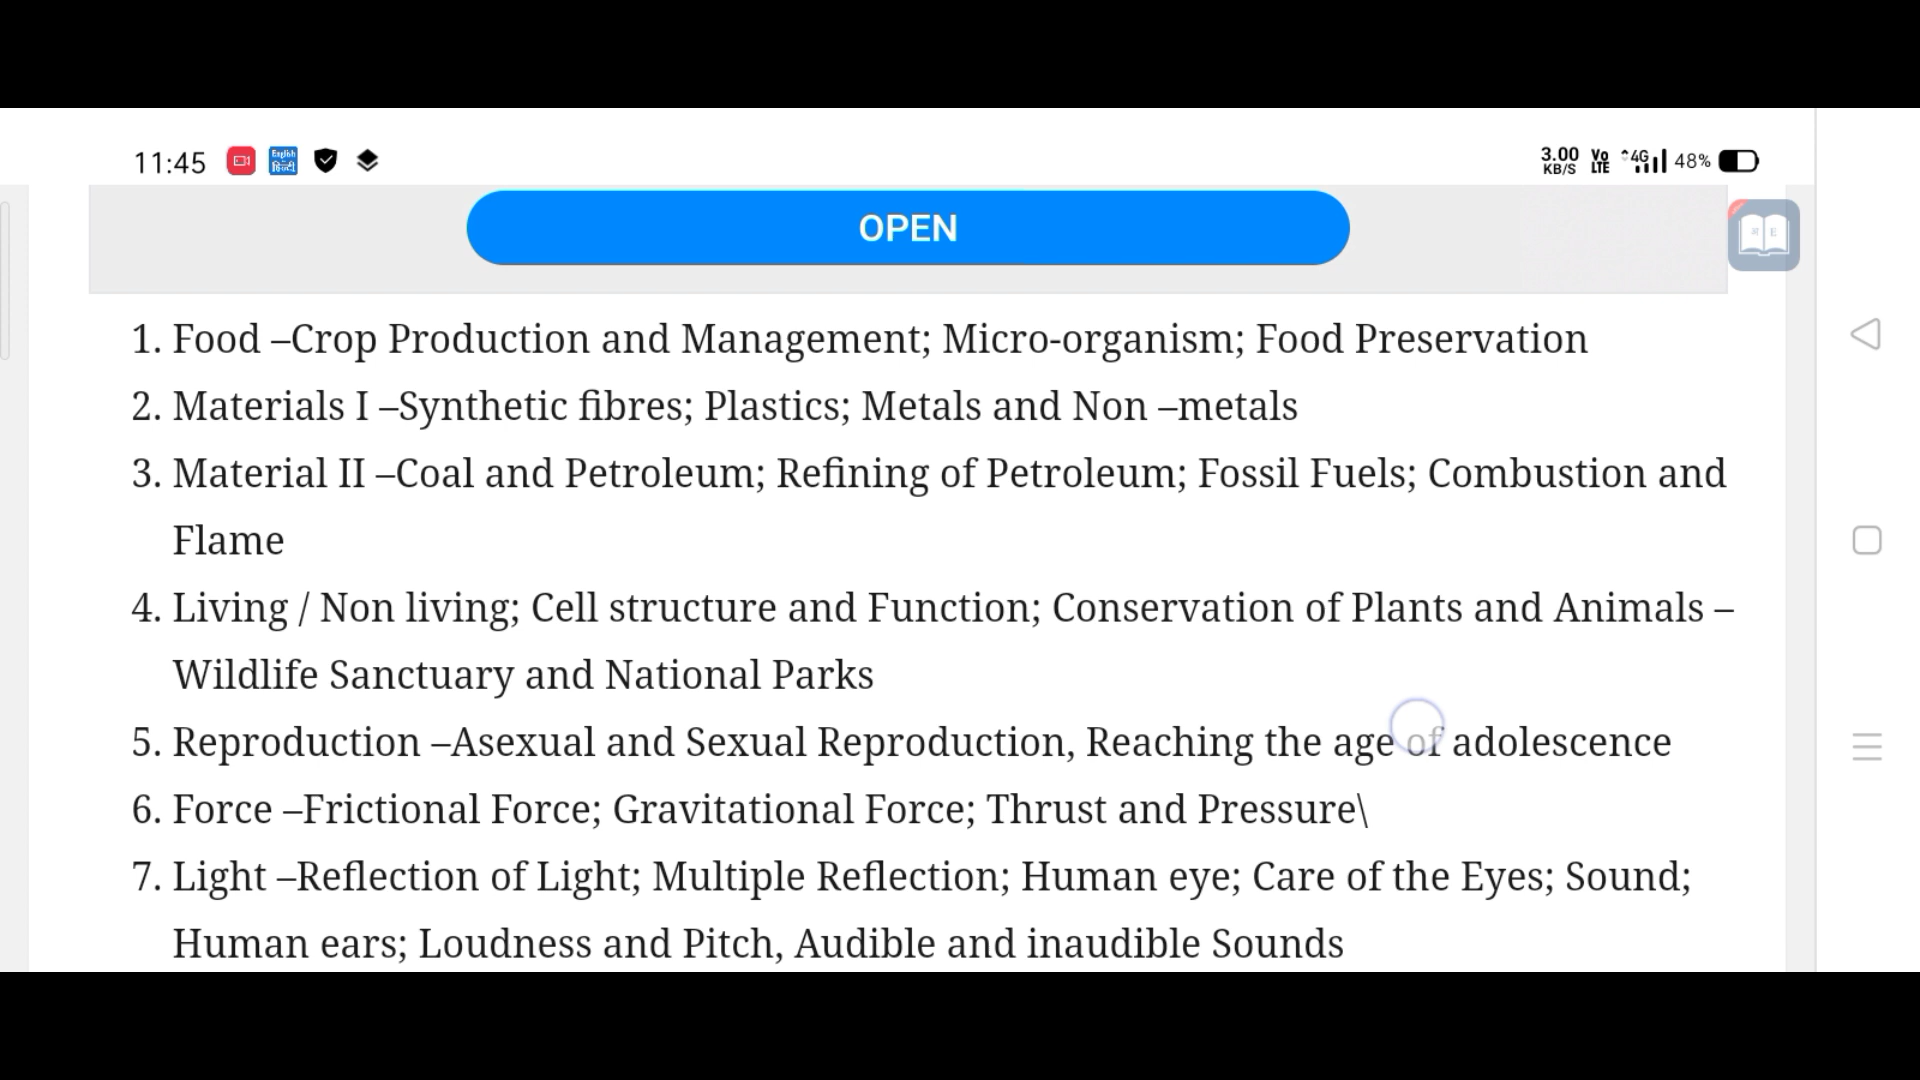 11:45 English हिन्दी 3.00 KB/S Vo LTE 4G 48%
OPEN
1. Food –Crop Production and Management; Micro-organism; Food Preservation
2. Materials I –Synthetic fibres; Plastics; Metals and Non –metals
3. Material II –Coal and Petroleum; Refining of Petroleum; Fossil Fuels; Combustion and
Flame
4. Living / Non living; Cell structure and Function; Conservation of Plants and Animals –
Wildlife Sanctuary and National Parks
5. Reproduction –Asexual and Sexual Reproduction, Reaching the age of adolescence
6. Force –Frictional Force; Gravitational Force; Thrust and Pressure\
7. Light –Reflection of Light; Multiple Reflection; Human eye; Care of the Eyes; Sound;
Human ears; Loudness and Pitch, Audible and inaudible Sounds